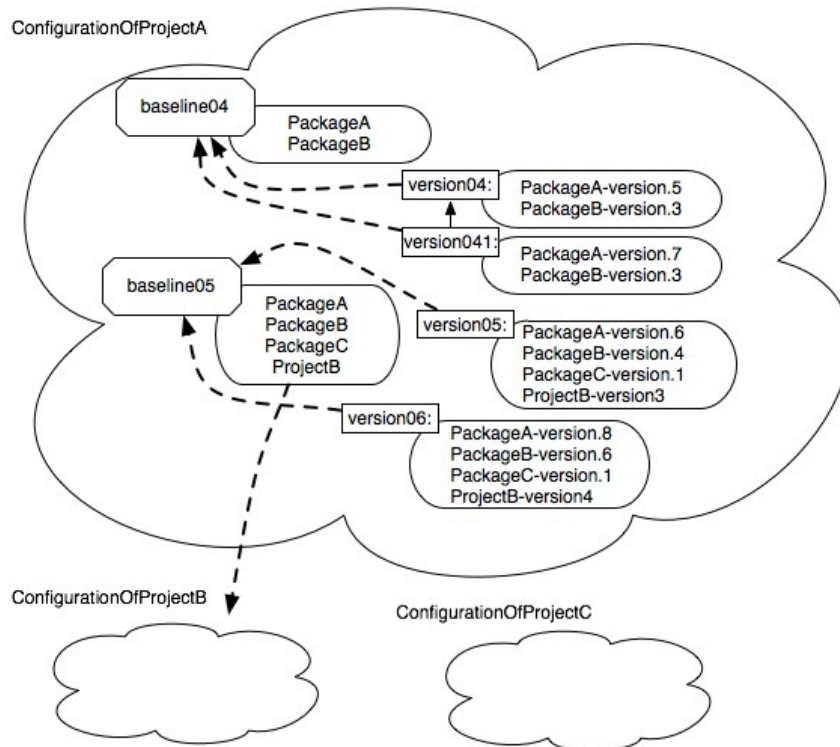 ConfigurationOfProjectA
baseline04
PackageA
PackageB
version04:
PackageA-version.5
PackageB-version.3
version041:
PackageA-version.7
PackageB-version.3
baseline05
PackageA
PackageB
PackageC
ProjectB
version05:
PackageA-version.6
PackageB-version.4
PackageC-version.1
ProjectB-version3
version06:
PackageA-version.8
PackageB-version.6
PackageC-version.1
ProjectB-version4
ConfigurationOfProjectB
ConfigurationOfProjectC